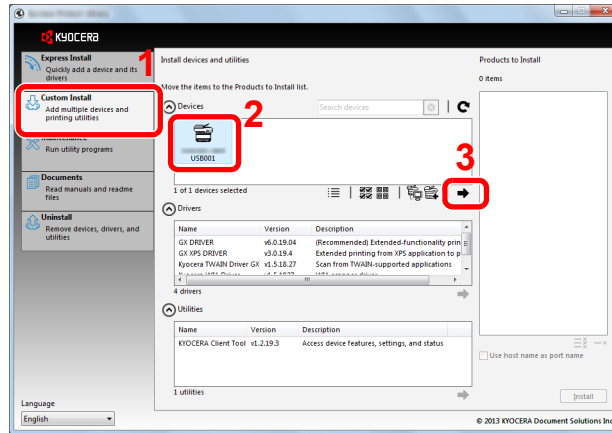 KYOCERA
1
Express Install
Quickly add a device and its
drivers
Custom Install
Add multiple devices and
printing utilities
Run utility programs
Documents
Read manuals and readme
files
Uninstall
Remove devices, drivers, and
utilities
Language
English
Install devices and utilities
Move the items to the Products to Install list.
Devices
Search devices
2
USB001
3
1 of 1 devices selected
Drivers
Name Version Description
GX DRIVER v6.0.19.04 (Recommended) Extended-functionality prin
GX XPS DRIVER v3.0.19.4 Extended printing from XPS application to p
Kyocera TWAIN Driver GX v1.5.18.27 Scan from TWAIN-supported applications
4 drivers
Utilities
Name Version Description
KYOCERA Client Tool v1.2.19.3 Access device features, settings, and status
1 utilities
Products to Install
0 items
Use host name as port name
Install
© 2013 KYOCERA Document Solutions Inc